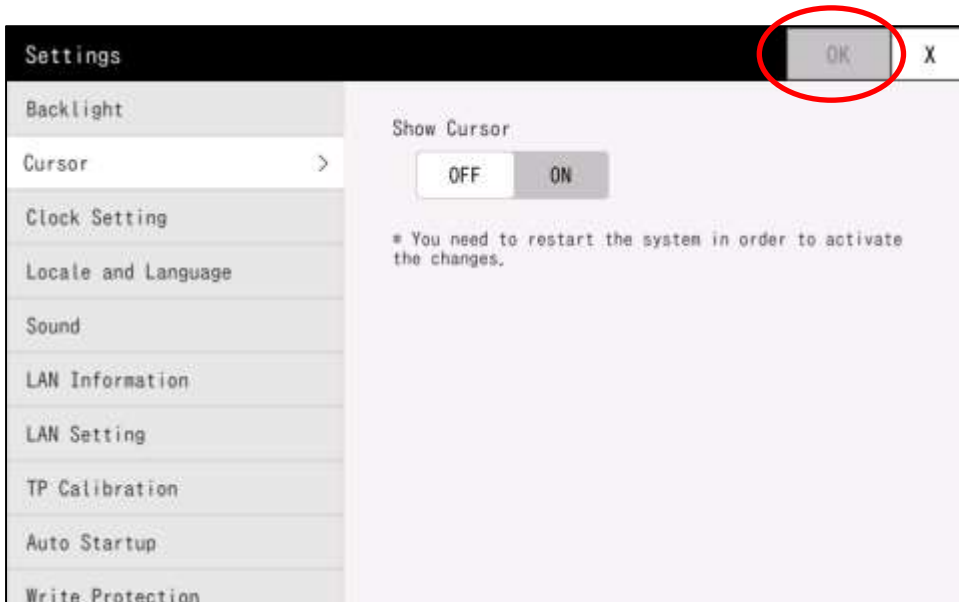 Settings
OK
X
Backlight
Cursor
>
Clock Setting
Locale and Language
Sound
LAN Information
LAN Setting
TP Calibration
Auto Startup
Write Protection
Show Cursor
OFF
ON
* You need to restart the system in order to activate
the changes.